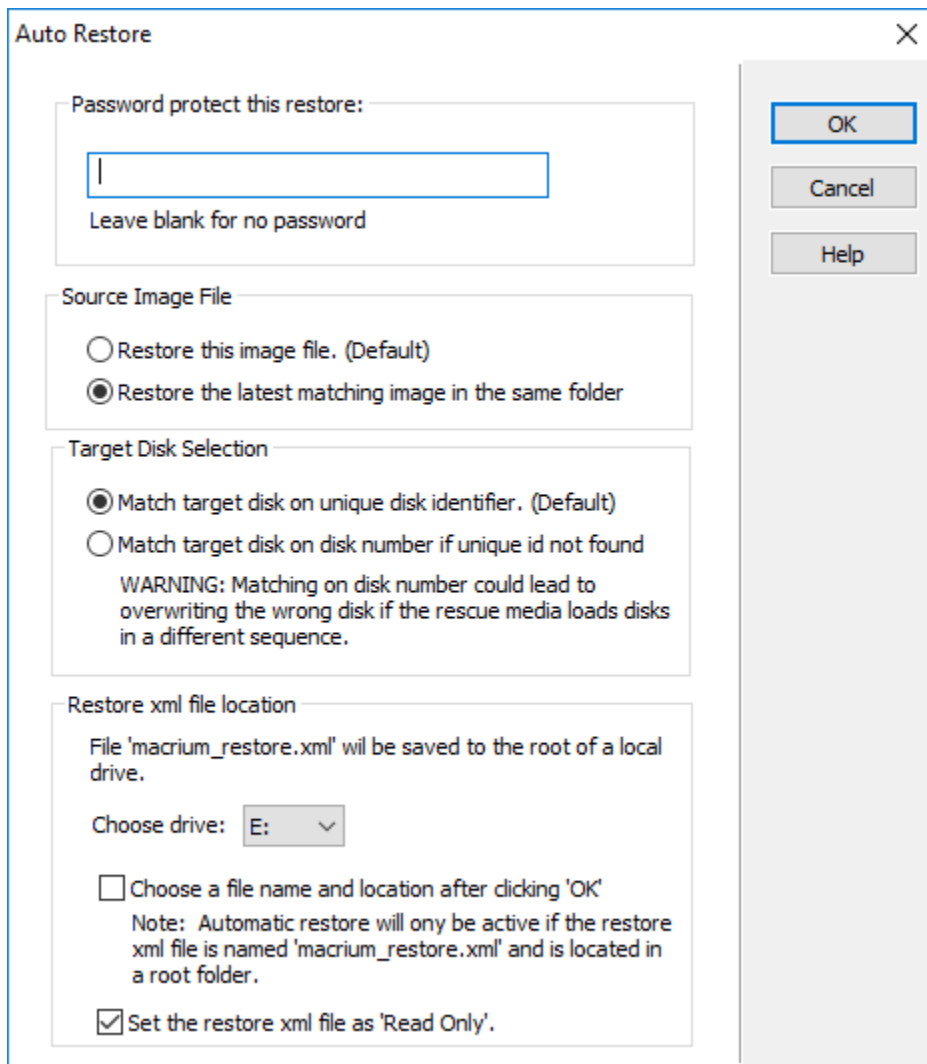 Auto Restore
Password protect this restore:
OK
Cancel
Leave blank for no password
Help
Source Image File
Restore this image file. (Default)
Restore the latest matching image in the same folder
Target Disk Selection
Match target disk on unique disk identifier. (Default)
Match target disk on disk number if unique id not found
WARNING: Matching on disk number could lead to
overwriting the wrong disk if the rescue media loads disks
in a different sequence.
Restore xml file location
File 'macrium_restore.xml' wil be saved to the root of a local
drive.
Choose drive: E:
Choose a file name and location after clicking 'OK'
Note: Automatic restore will ony be active if the restore
xml file is named 'macrium_restore.xml' and is located in
a root folder.
Set the restore xml file as 'Read Only'.